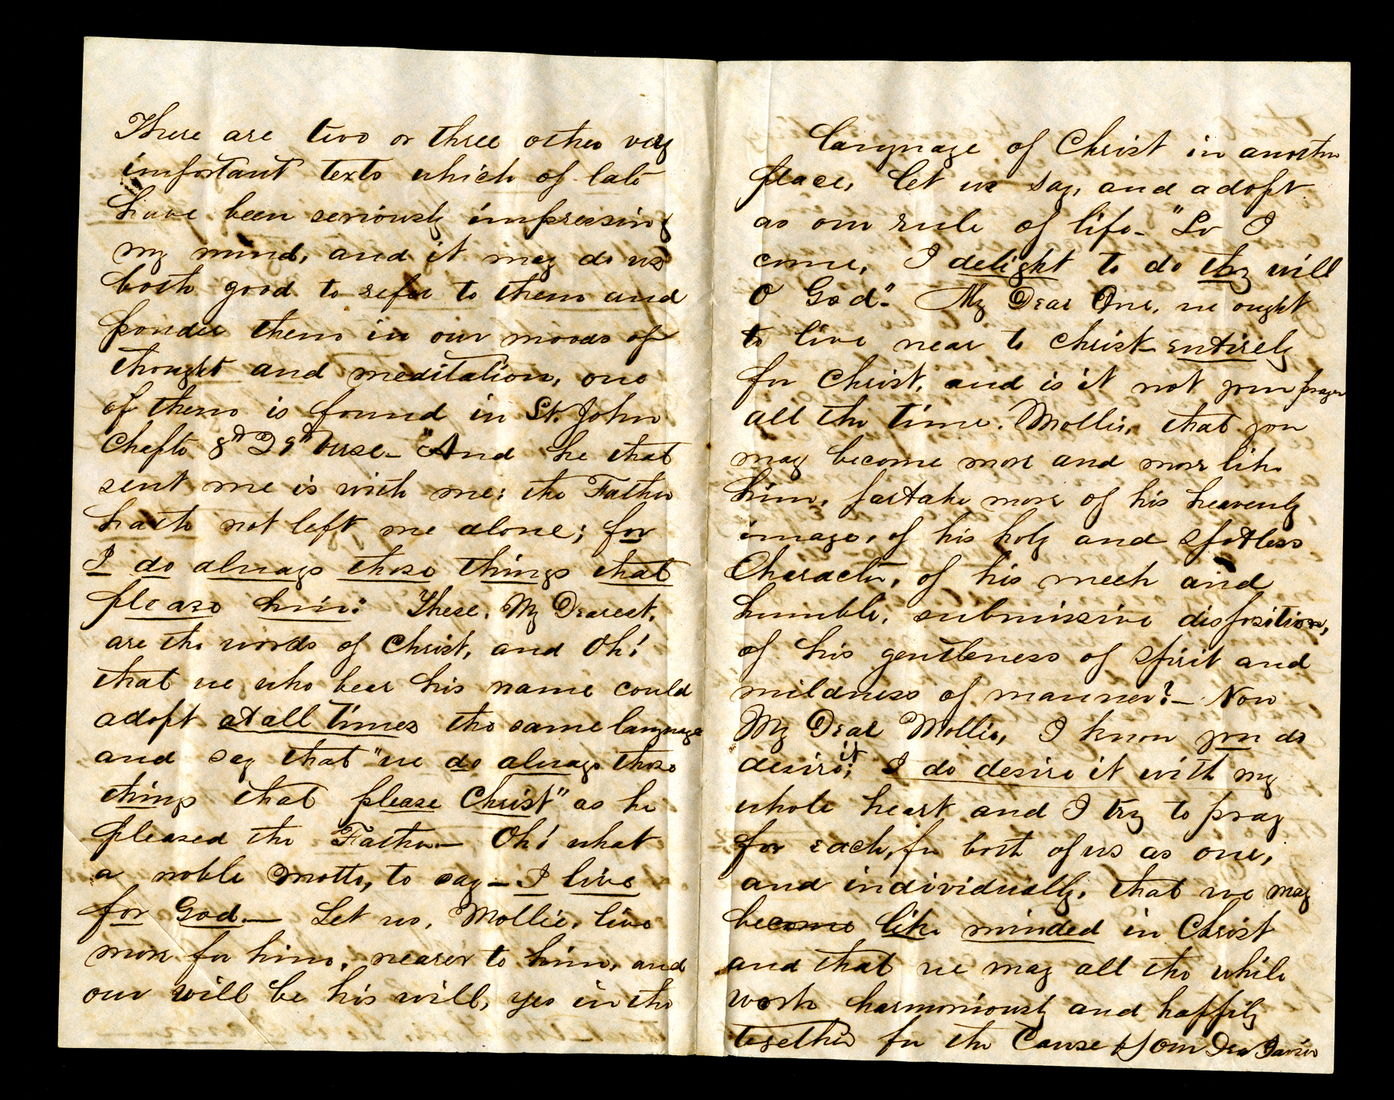 There are two or three other very
important texts which of late
have been seriously impressing
my mind, and it may do us
both good to refer to them and
ponder them in our moods of
thought and meditation, one
of them is found in St. John
Chapts 8th 29th verse- "And he that
sent me is with me; the Father
hath not left me alone; for
I do always those things that
please him." These, My Dearest,
are the words of Christ, and Oh!
that we who bear his name could
adopt at all times the same language
and say that "we do always those
things that please Christ" as he
pleased the Father- Oh! what
a noble motto, to say- I live
for God- Let us, Mollie, live
more for him, nearer to him, and
our will be his will, yes in the
language of Christ in another
place, let us say, and adopt
as our rule of life- "Lo I
come, I delight to do thy will
O God". My Dear One, we ought
to live near to Christ- entirely
for Christ, and is it not your prayer
all the time. Mollie, that you
may become more and more like
him, partake more of his heavenly
image, of his holy and spotless
Character, of his meek and
humble, submissive disposition,
of his gentleness of spirit and
mildness of manner?- Now
My Dear Mollie, I know you do
desire it; I do desire it with my
whole heart and I try to pray
for each, for both of us as one,
and individually, that we may
become like minded in Christ
and that we may all the while
work harmoniously and happily
together for the Cause of Our Dear Savior